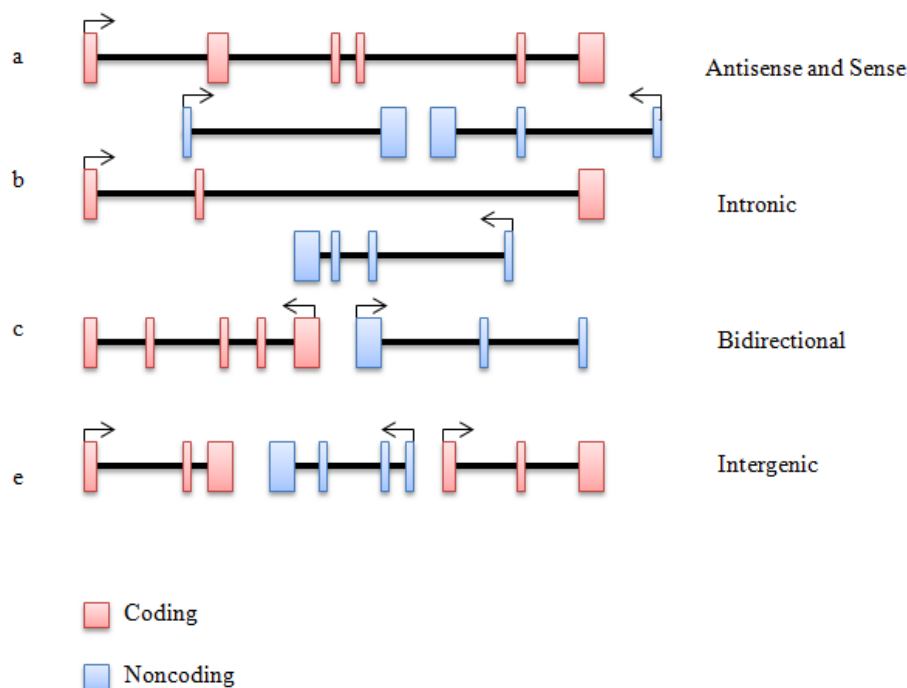 a
Antisense and Sense
b
Intronic
c
Bidirectional
e
Intergenic
Coding
Noncoding